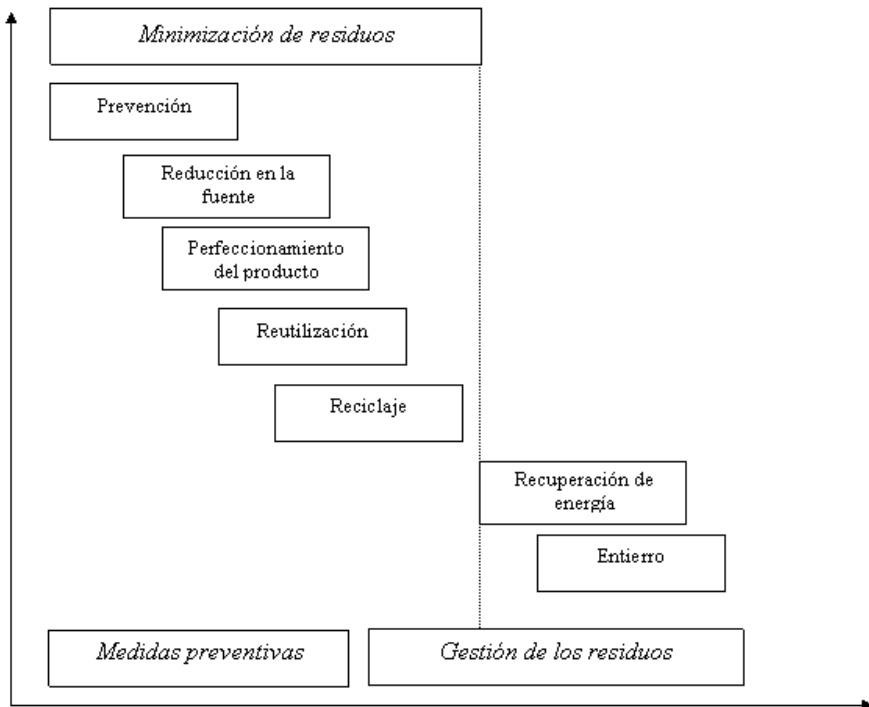 Minimización de residuos
Prevención
Reducción en la
fuente
Perfeccionamiento
del producto
Reutilización
Reciclaje
Recuperación de
energía
Entierro
Medidas preventivas
Gestión de los residuos